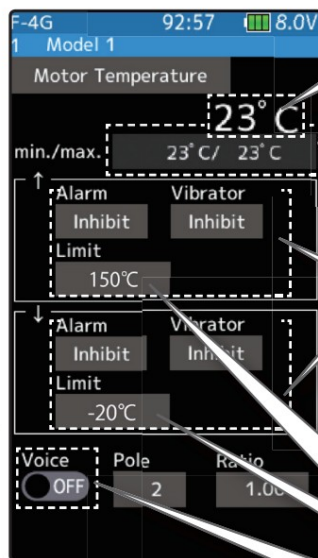 F-4G 92:57 8.0V
1 Model 1
Motor Temperature
23°C
min./max. 23°C/ 23°C
↑
Alarm Vibrator
Inhibit Inhibit
Limit
150℃
↓
Alarm Vibrator
Inhibit Inhibit
Limit
-20℃
Voice Pole Ratio
OFF 2 1.00